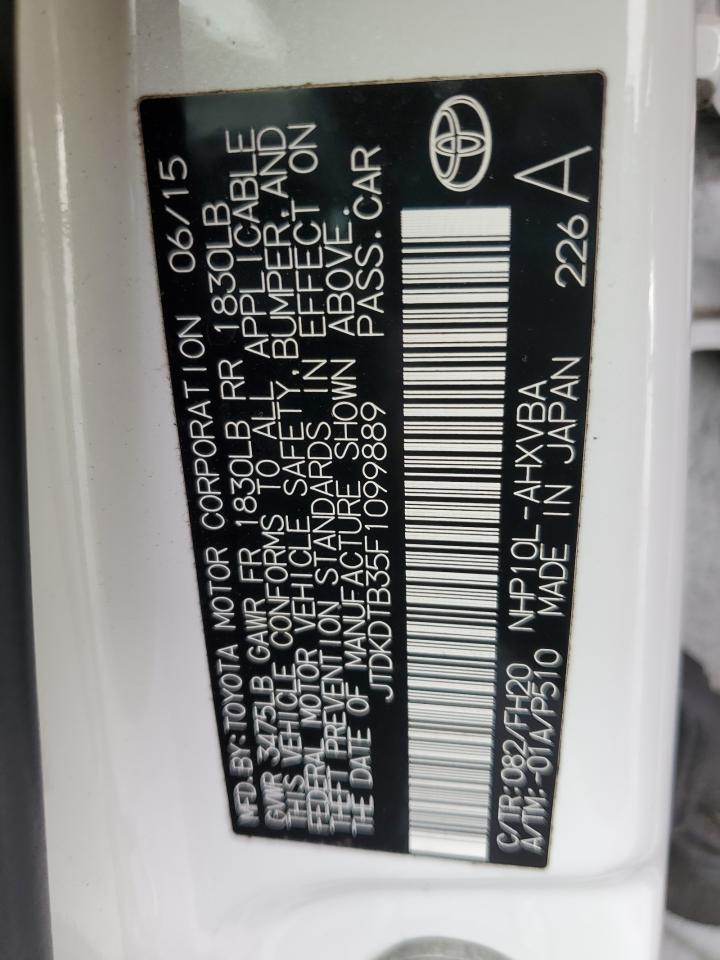 MFD.BY:TOYOTA MOTOR CORPORATION 06/15
GVWR 3475LB GAWR FR 1830LB RR 1830LB
THIS VEHICLE CONFORMS TO ALL APPLICABLE
FEDERAL MOTOR VEHICLE SAFETY,BUMPER,AND
THEFT PREVENTION STANDARDS IN EFFECT ON
THE DATE OF MANUFACTURE SHOWN ABOVE.
JTDKDTB35F1099889 PASS.CAR
C/TR:082/FH20 NHP10L-AHXVBA
A/TM:-01A/P510 MADE IN JAPAN 226 A